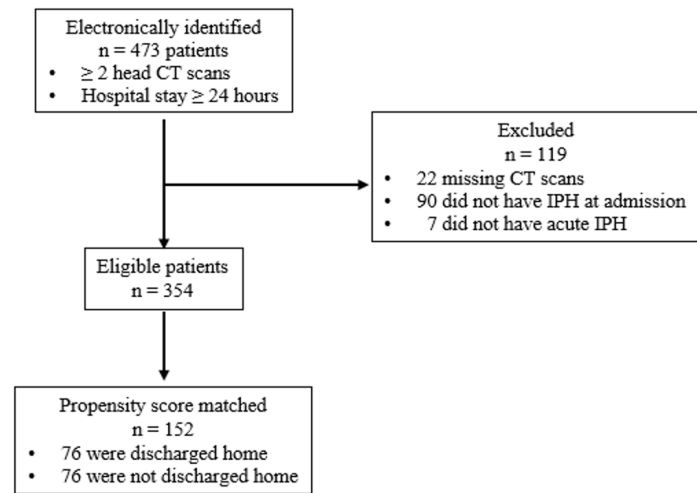 Electronically identified
n = 473 patients
• ≥ 2 head CT scans
• Hospital stay ≥ 24 hours
Excluded
n = 119
• 22 missing CT scans
• 90 did not have IPH at admission
• 7 did not have acute IPH
Eligible patients
n = 354
Propensity score matched
n = 152
• 76 were discharged home
• 76 were not discharged home